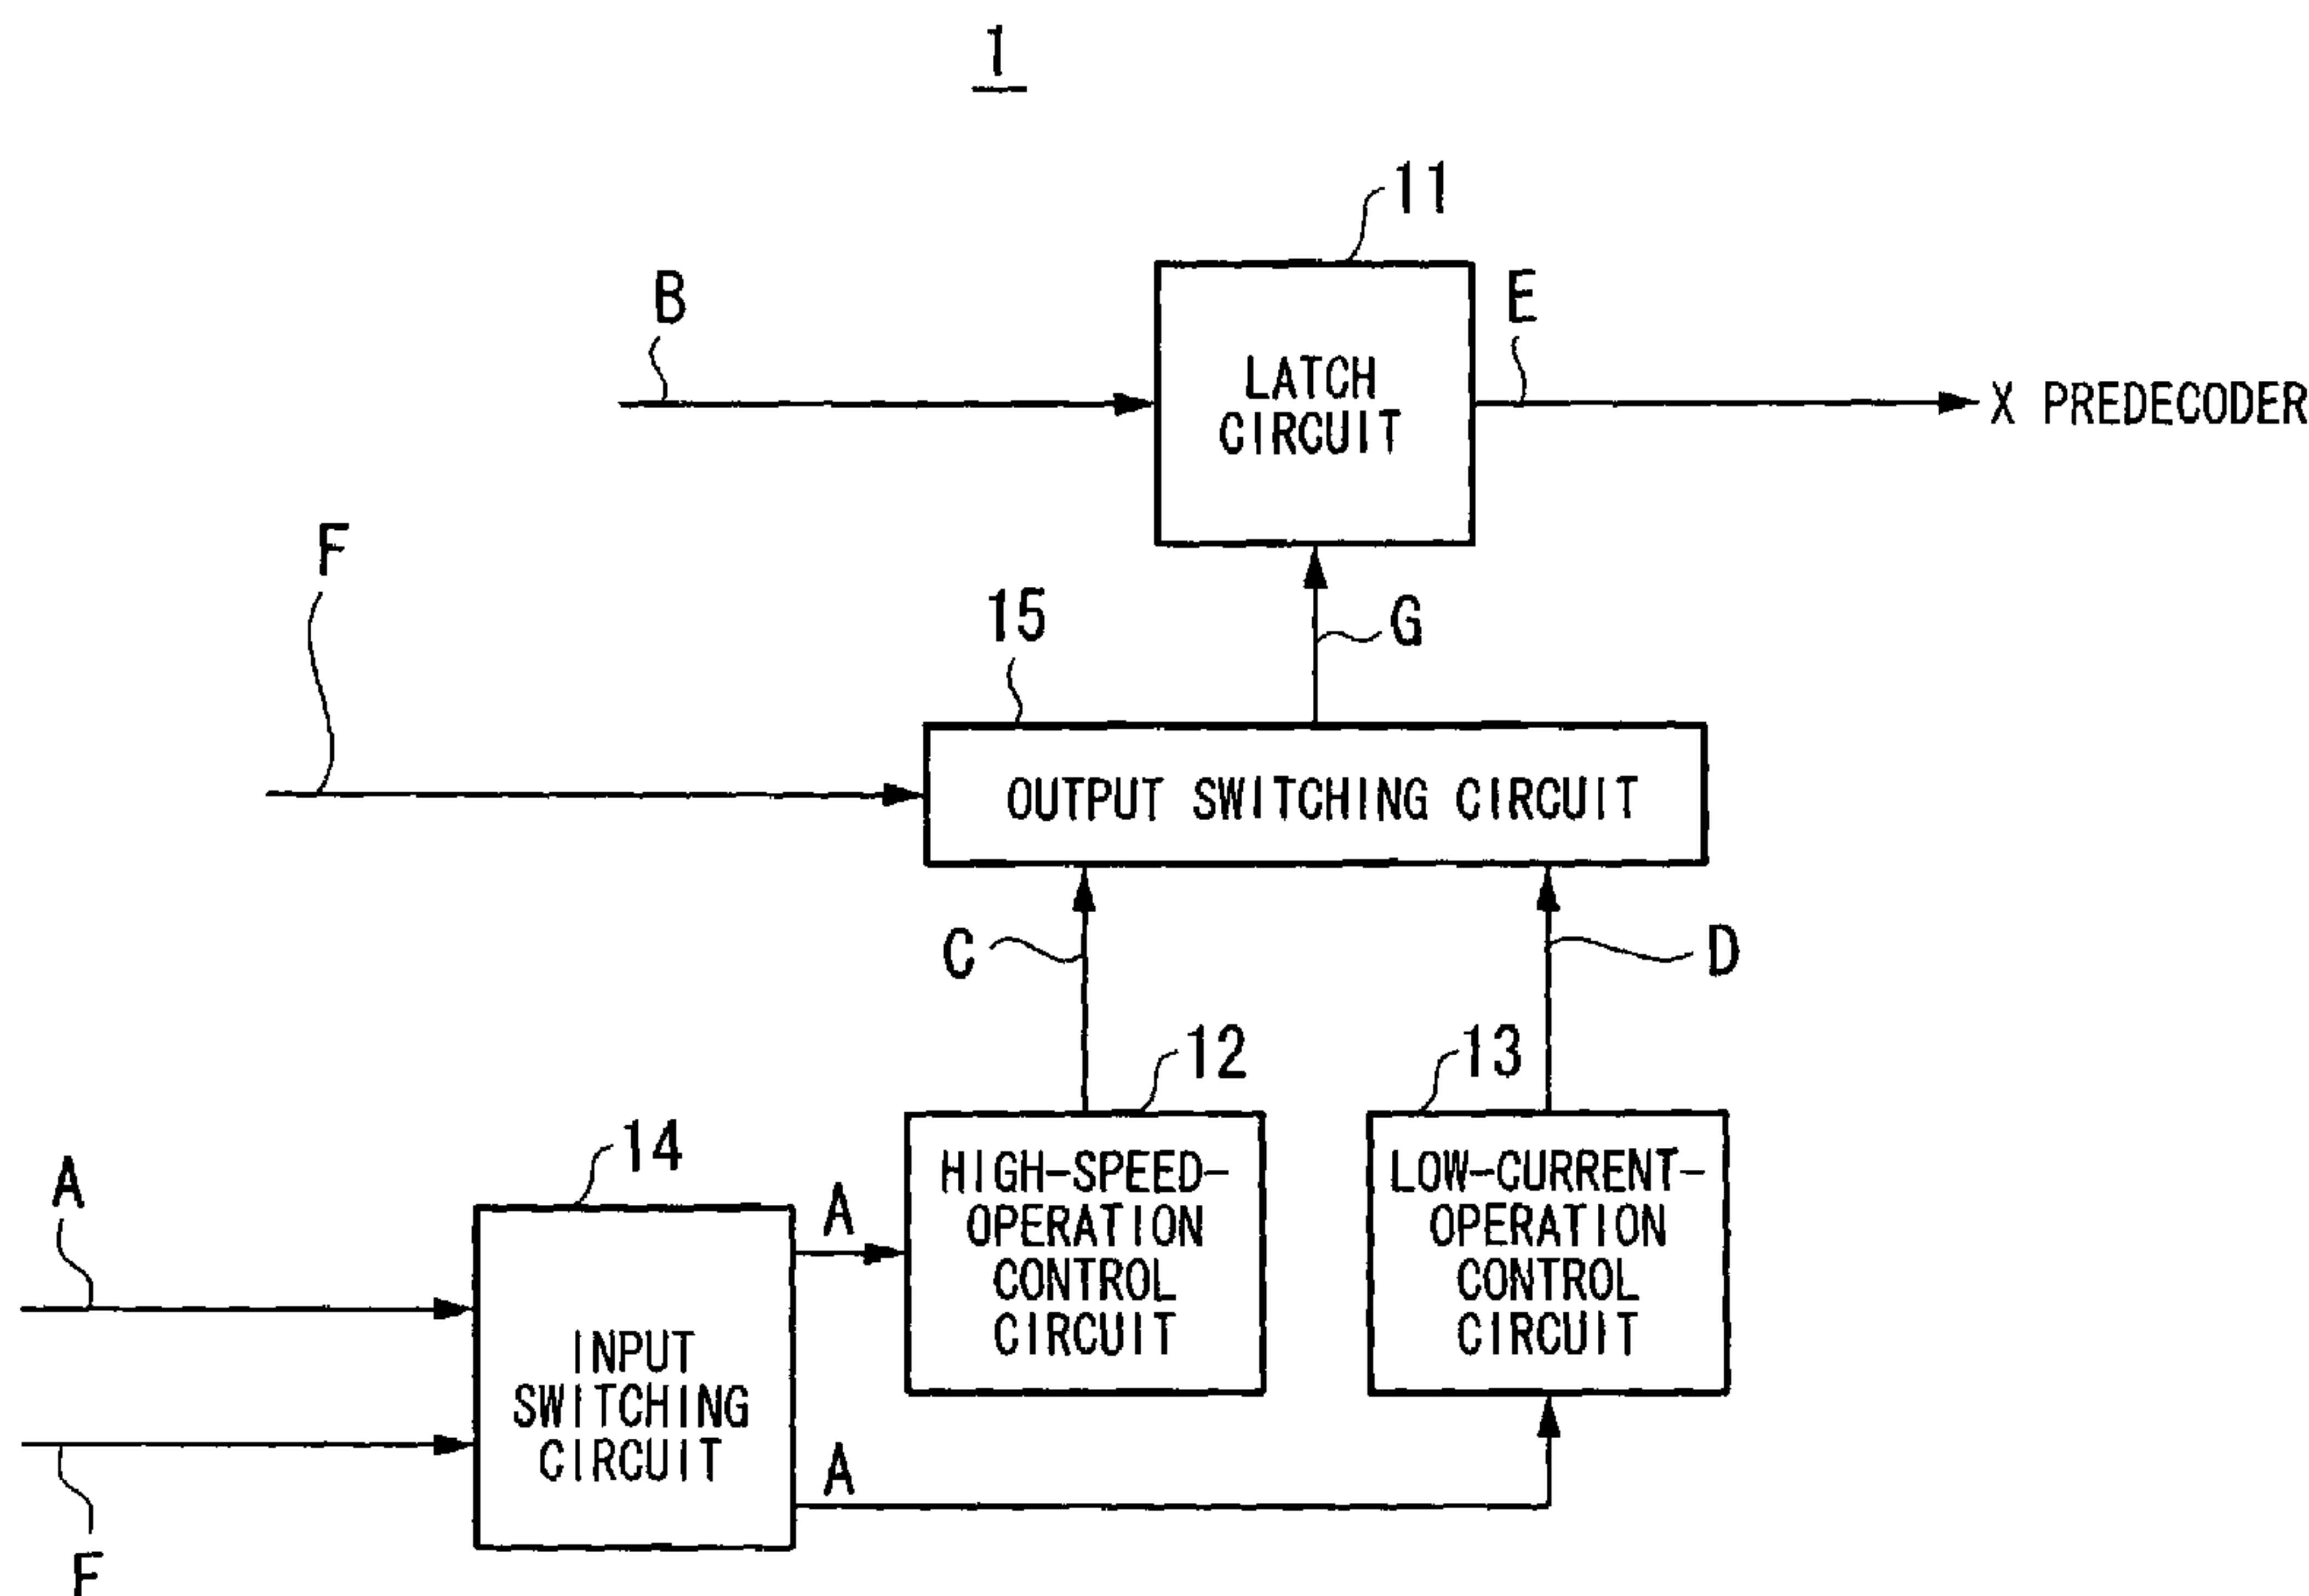 1
11
B
E
LATCH
CIRCUIT
X PREDECODER
F
15
G
OUTPUT SWITCHING CIRCUIT
C
D
12
13
14
A
A
HIGH-SPEED-
OPERATION
CONTROL
CIRCUIT
LOW-CURRENT-
OPERATION
CONTROL
CIRCUIT
INPUT
SWITCHING
CIRCUIT
A
F